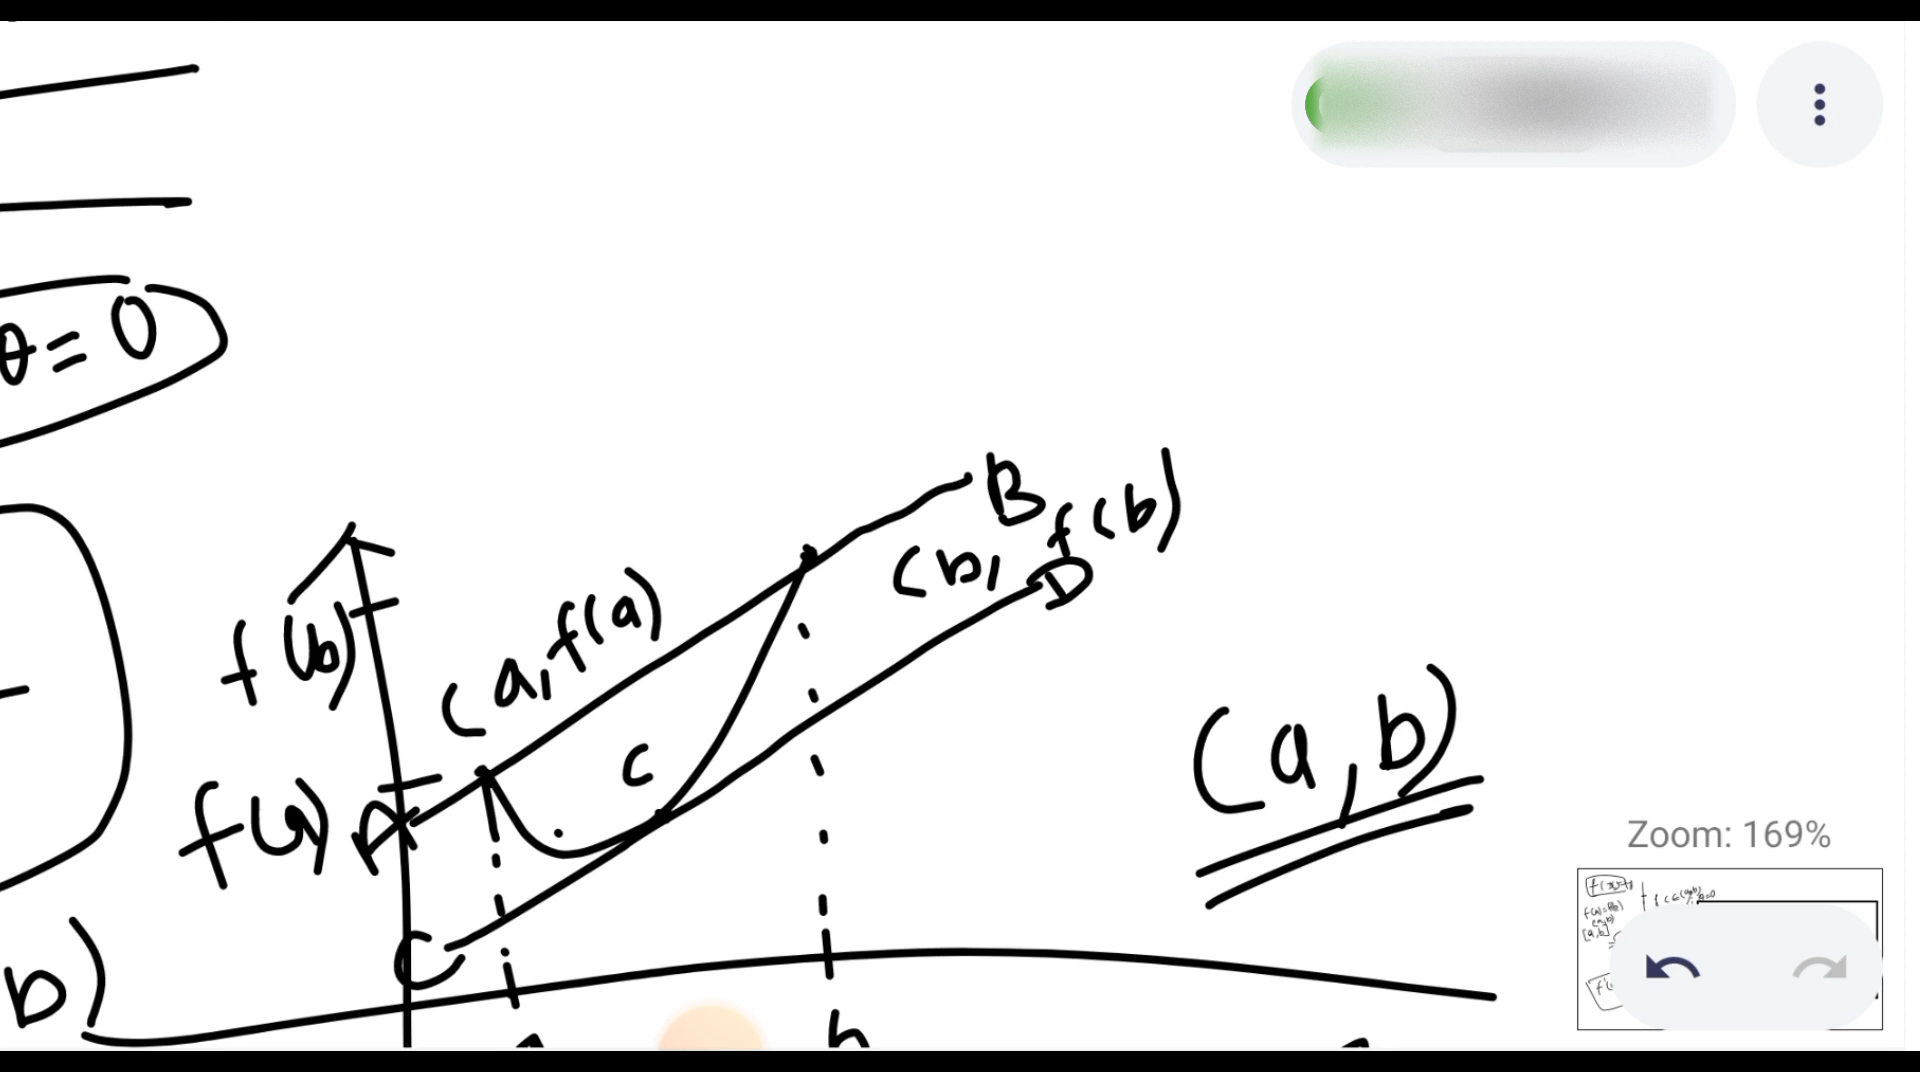 θ = 0
B
(b, f(b)
D
(a, f(a)
f(b)
c
(a, b)
f(a) A
Zoom: 169%
C
b)
b